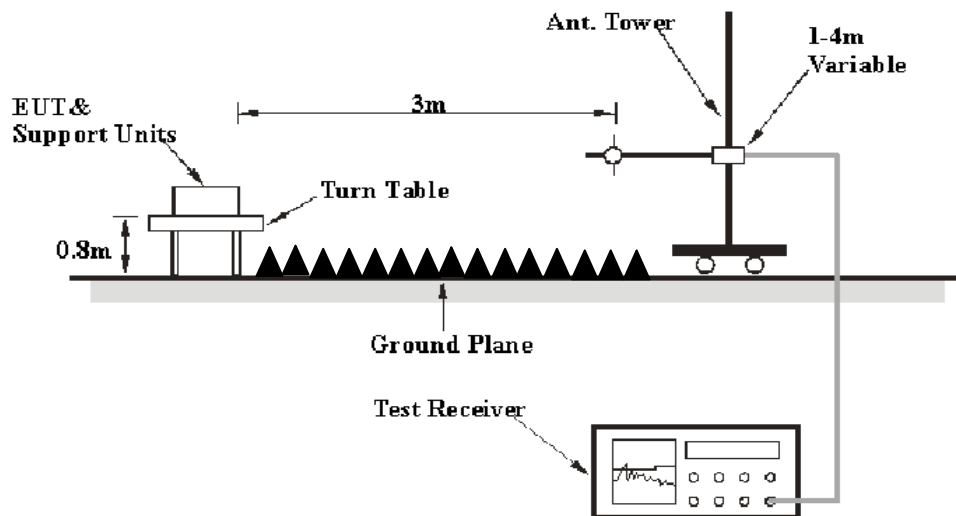 Ant. Tower
1-4m
Variable
3m
EUT &
Support Units
Turn Table
0.8m
Ground Plane
Test Receiver